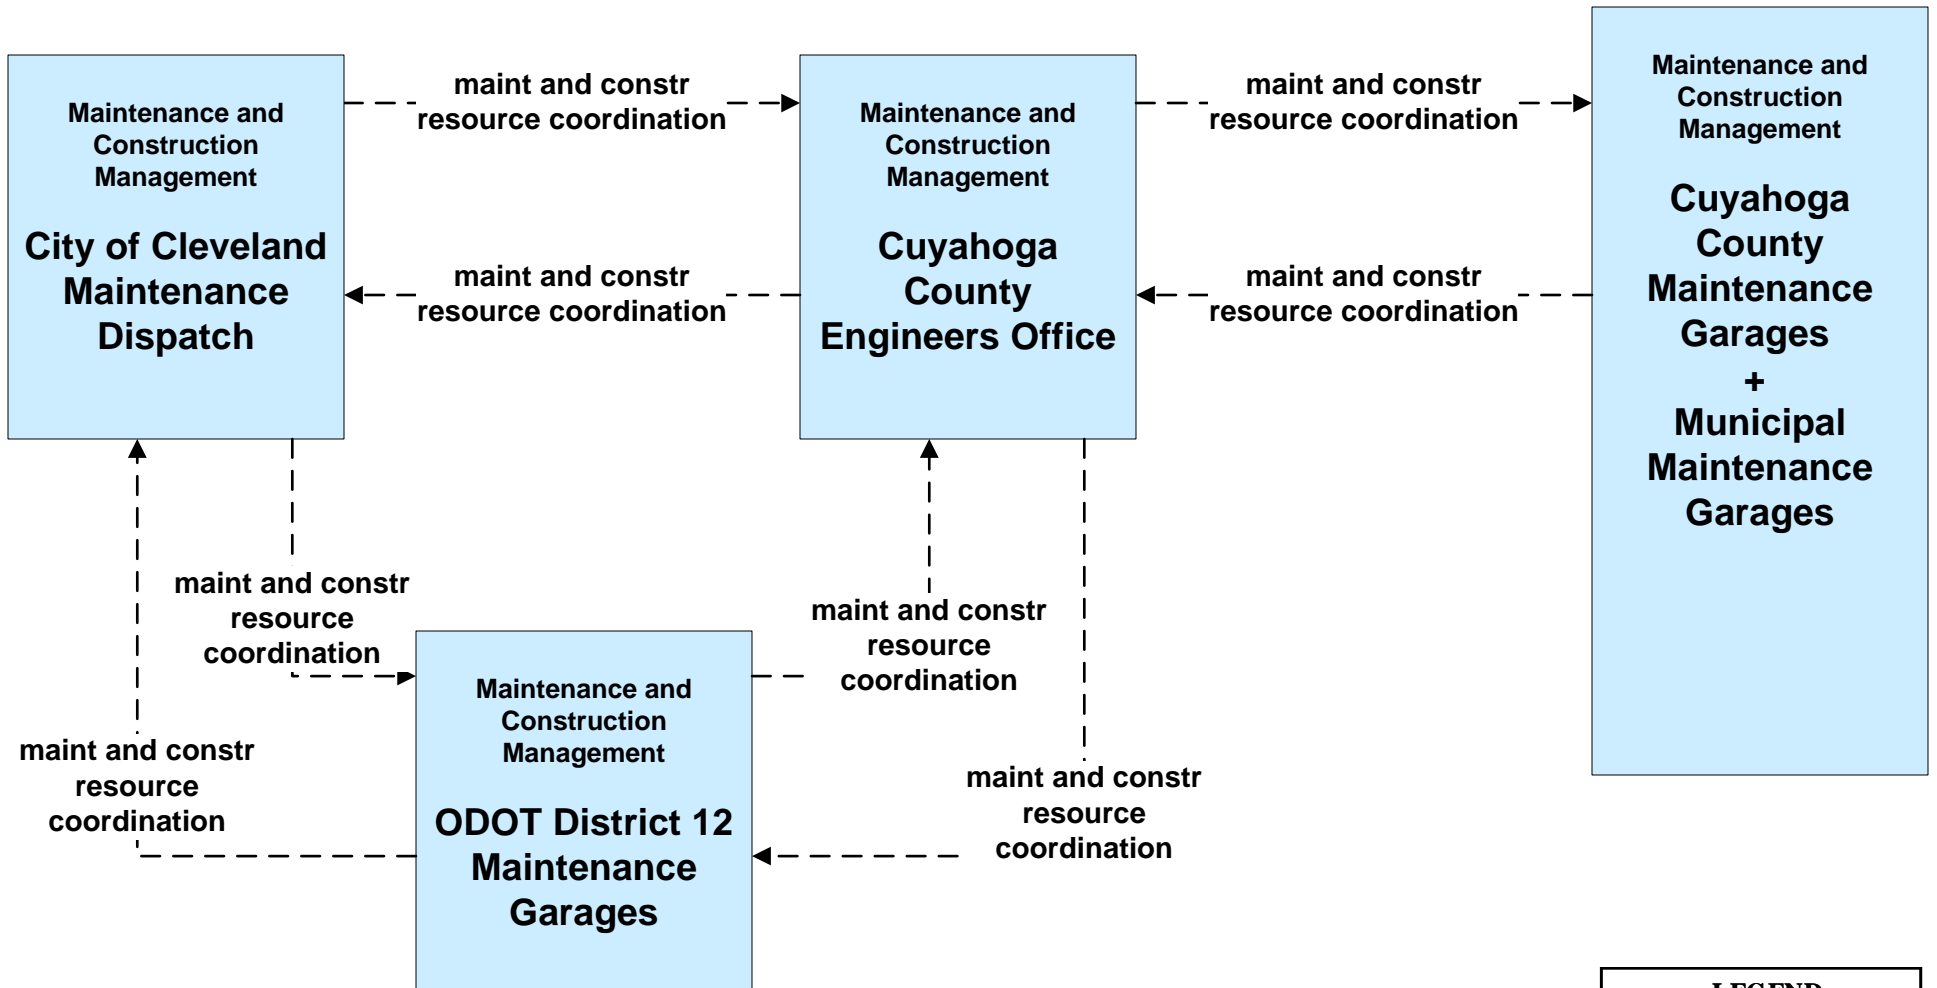 Maintenance and
Construction
Management
City of Cleveland
Maintenance
Dispatch
maint and constr
resource coordination
maint and constr
resource coordination
Maintenance and
Construction
Management
Cuyahoga
County
Engineers Office
maint and constr
resource coordination
maint and constr
resource coordination
Maintenance and
Construction
Management
Cuyahoga
County
Maintenance
Garages
+
Municipal
Maintenance
Garages
maint and constr
resource
coordination
maint and constr
resource
coordination
maint and constr
resource
coordination
Maintenance and
Construction
Management
ODOT District 12
Maintenance
Garages
maint and constr
resource
coordination
LEGEND